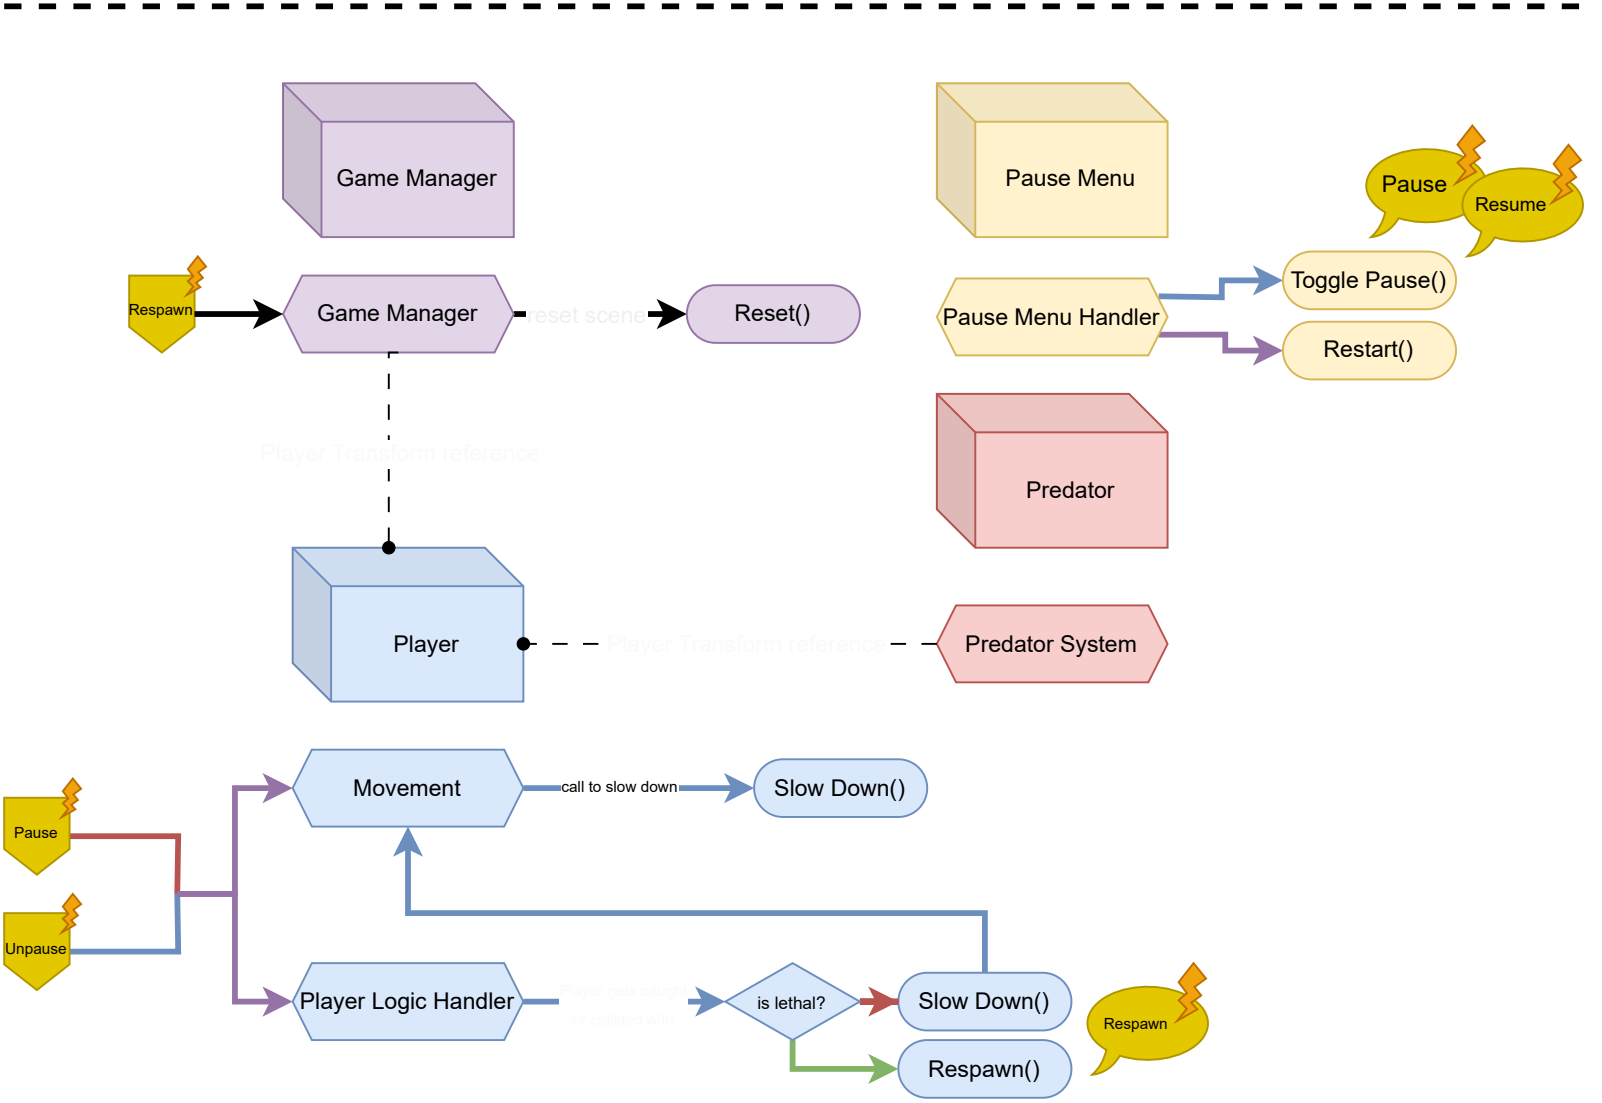 Game Manager
Pause Menu
Pause
Resume
Respawn
Game Manager
reset scene
Reset()
Pause Menu Handler
Toggle Pause()
Restart()
Player Transform reference
Predator
Player
Player Transform reference
Predator System
Movement
call to slow down
Slow Down()
Pause
Unpause
Player Logic Handler
Player gets caught
or collided with
is lethal?
Slow Down()
Respawn
Respawn()